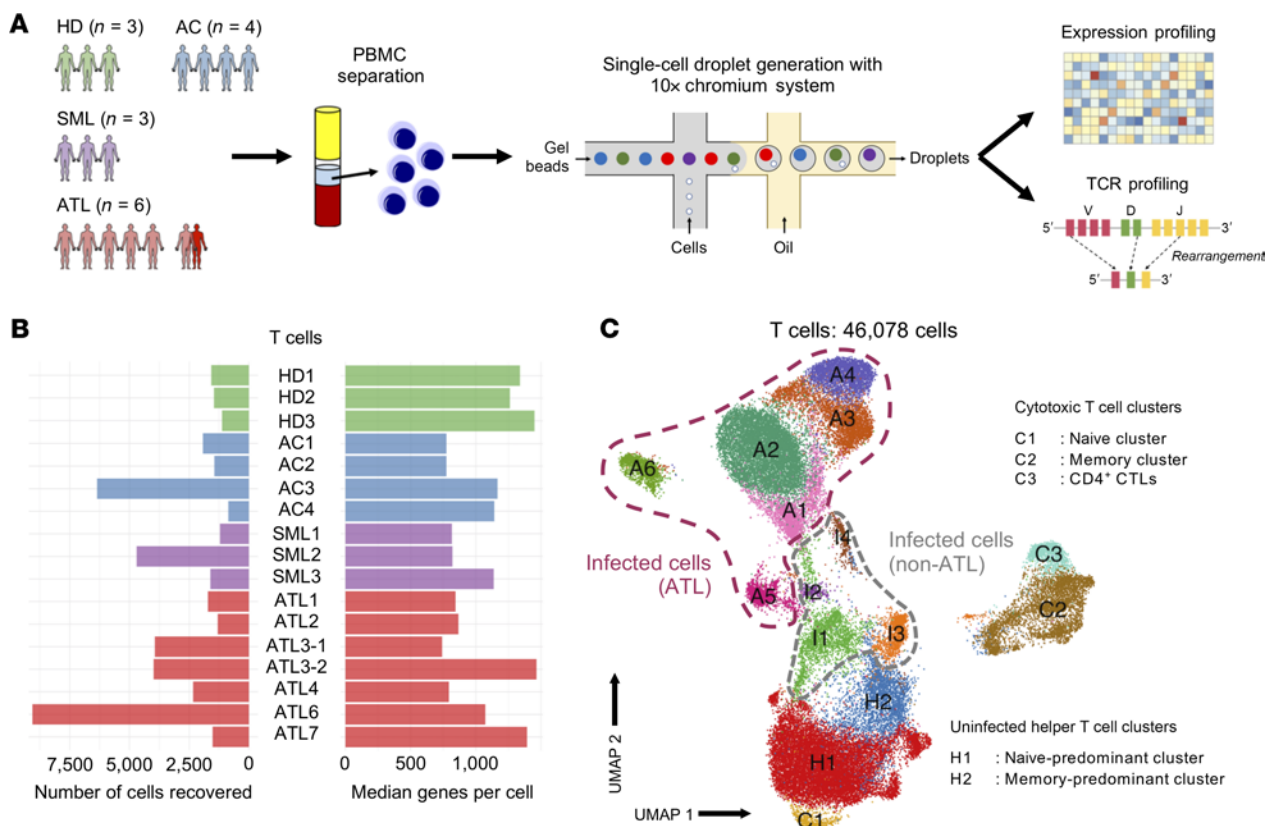 A
HD (n = 3)
AC (n = 4)
SML (n = 3)
ATL (n = 6)
PBMC
separation
Single-cell droplet generation with
10× chromium system
Gel
beads
Droplets
Cells
Oil
Expression profiling
TCR profiling
V D J
5′ 3′
Rearrangement
5′ 3′
B
T cells
HD1
HD2
HD3
AC1
AC2
AC3
AC4
SML1
SML2
SML3
ATL1
ATL2
ATL3-1
ATL3-2
ATL4
ATL6
ATL7
7,500 5,000 2,500 0
Number of cells recovered
0 500 1,000
Median genes per cell
C
T cells: 46,078 cells
A4
A3
A2
A6
A1
I4
Infected cells
(ATL)
Infected cells
(non-ATL)
A5
I2
I1
I3
H2
H1
C1
C3
C2
Cytotoxic T cell clusters
C1 : Naive cluster
C2 : Memory cluster
C3 : CD4⁺ CTLs
Uninfected helper T cell clusters
H1 : Naive-predominant cluster
H2 : Memory-predominant cluster
UMAP 2
UMAP 1